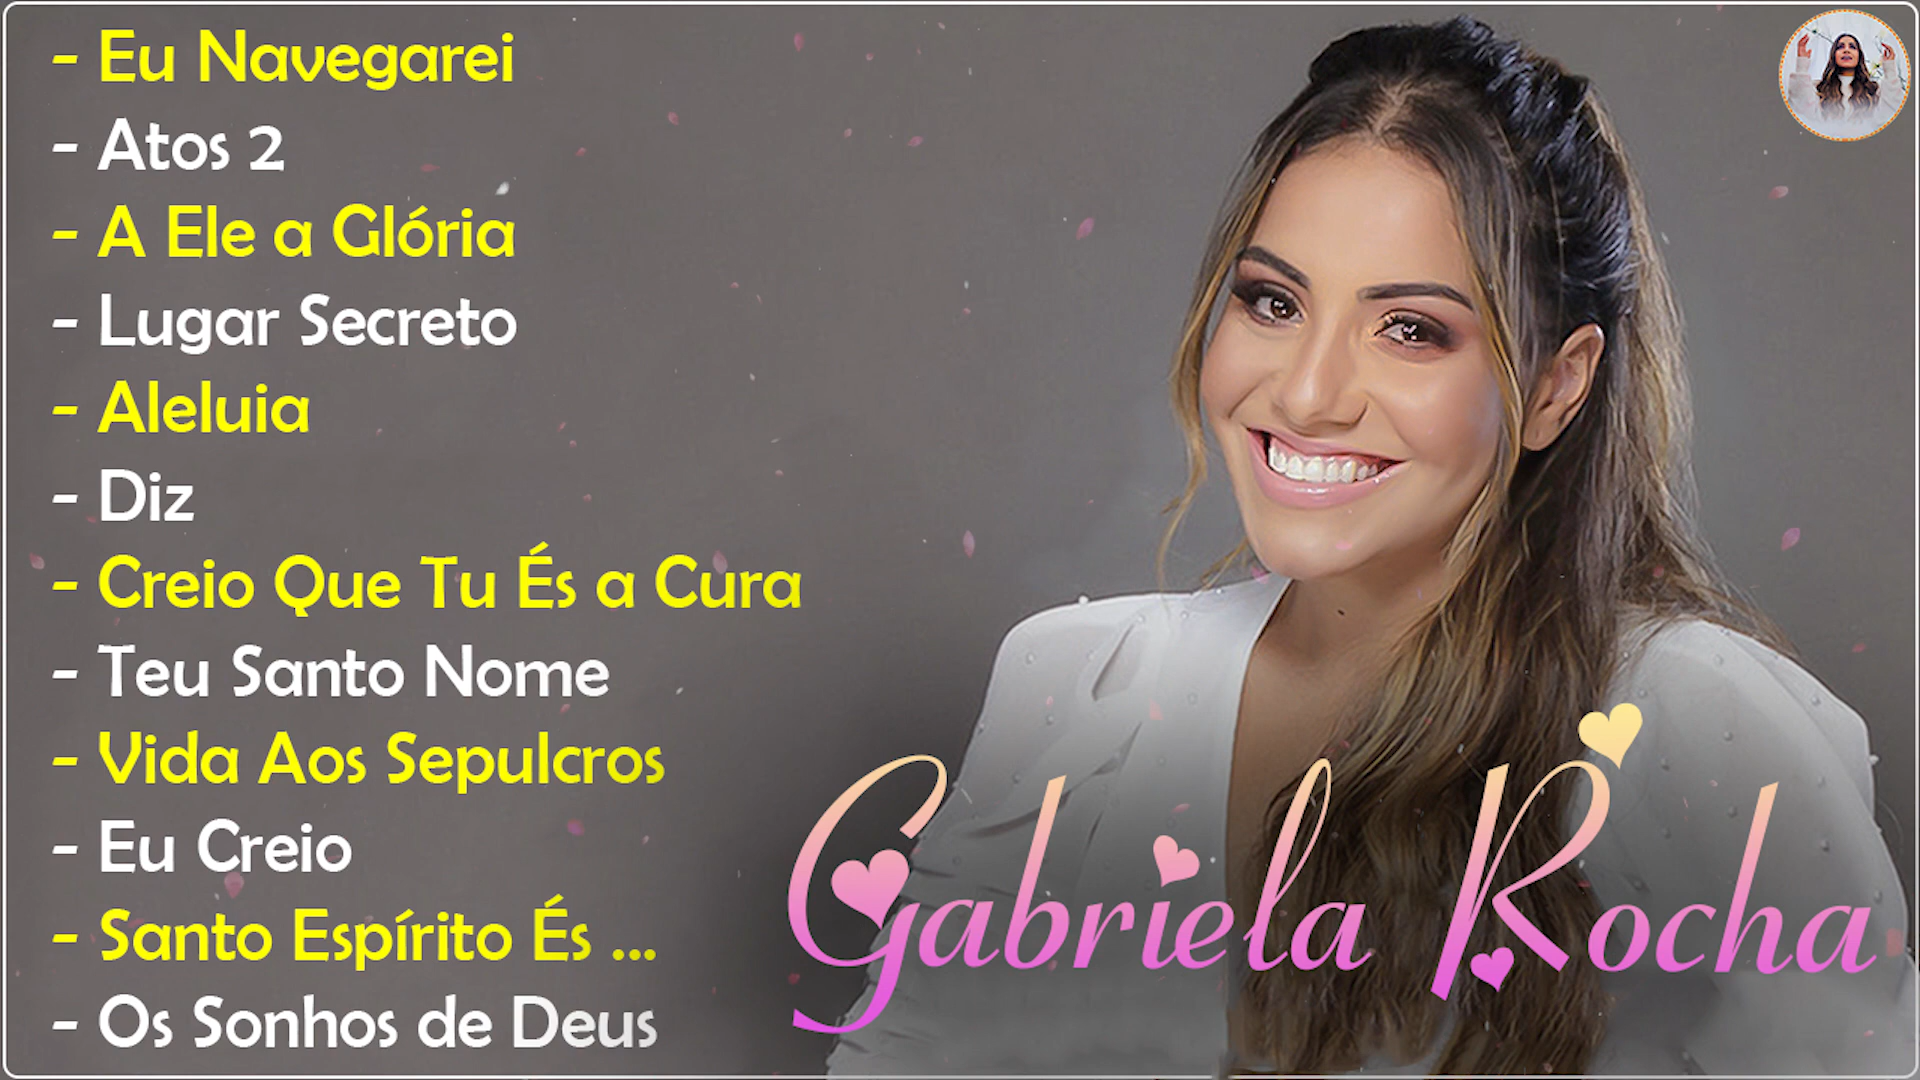 - Eu Navegarei
- Atos 2
- A Ele a Glória
- Lugar Secreto
- Aleluia
- Diz
- Creio Que Tu És a Cura
- Teu Santo Nome
- Vida Aos Sepulcros
- Eu Creio
- Santo Espírito És ...
- Os Sonhos de Deus
Gabriela Rocha